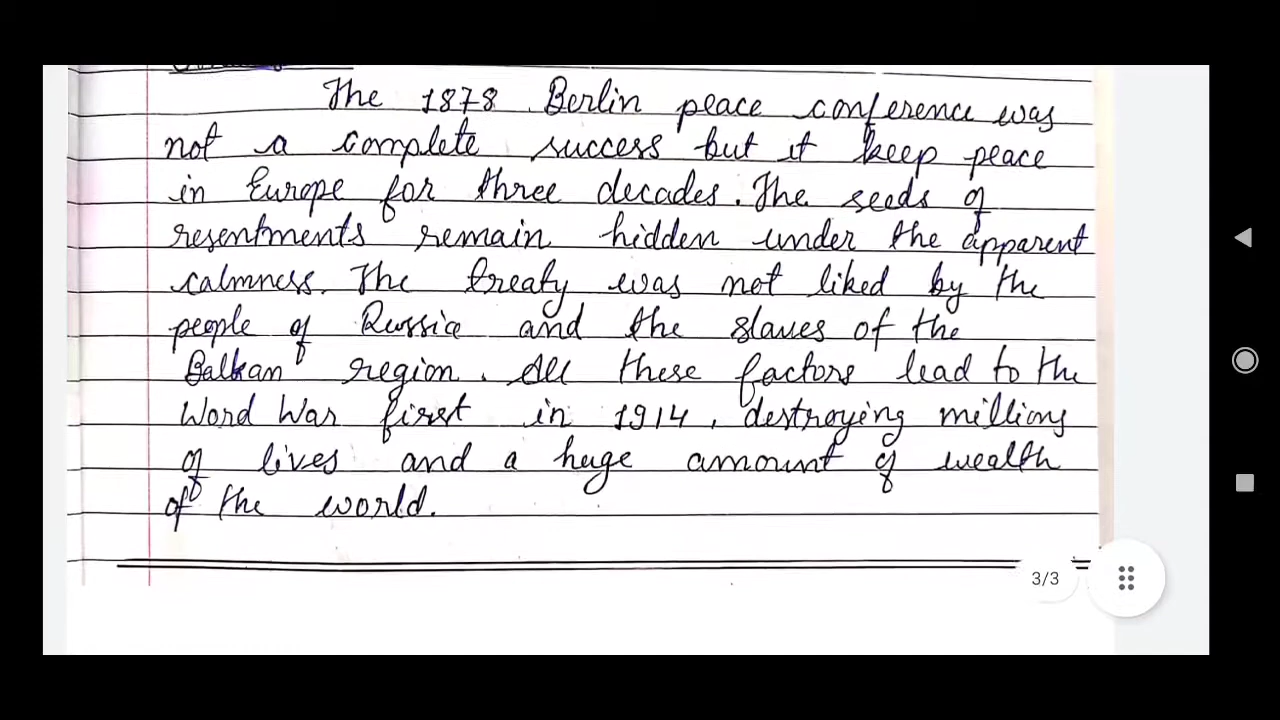 The 1878 Berlin peace conference was
not a complete success but it keep peace
in Europe for three decades. The seeds of
resentments remain hidden under the apparent
calmness. The treaty was not liked by the
people of Russia and the slaves of the
Balkan region. All these factors lead to the
Word War first in 1914, destroying millions
of lives and a huge amount of wealth
of the world.
3/3